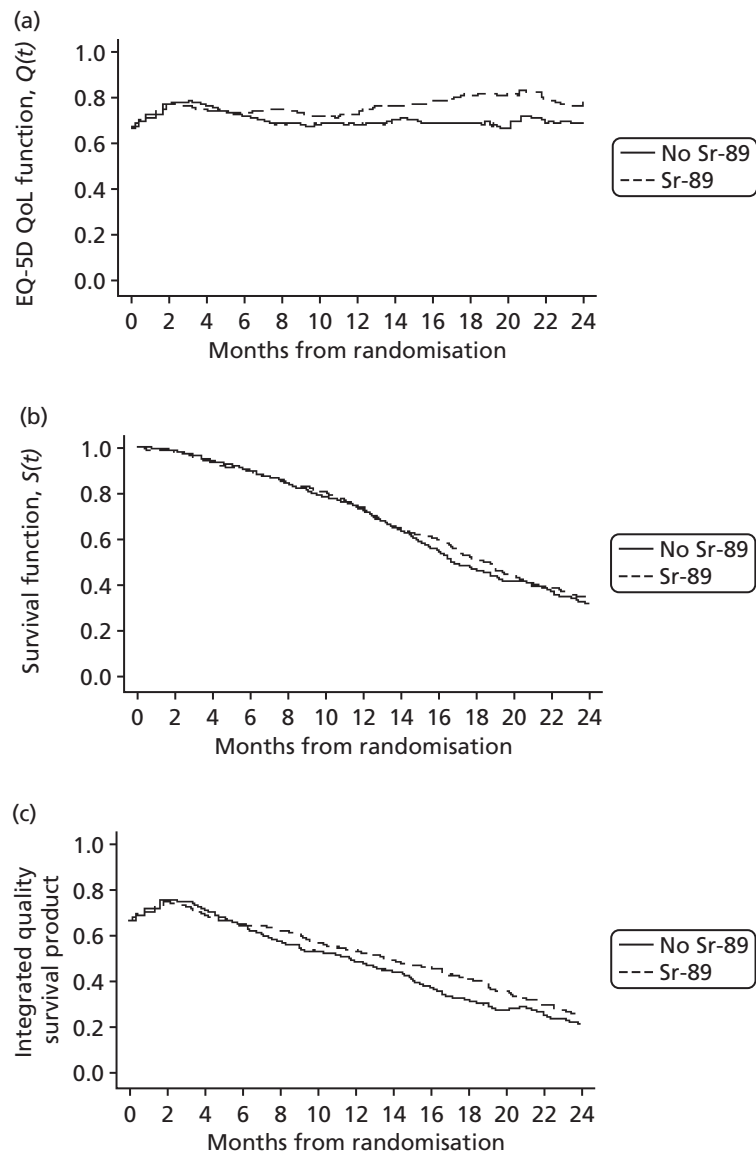 (a)
EQ-5D QoL function, Q(t)
1.0
0.8
0.6
0.4
0.2
0.0
0 2 4 6 8 10 12 14 16 18 20 22 24
Months from randomisation
No Sr-89
Sr-89
(b)
Survival function, S(t)
1.0
0.8
0.6
0.4
0.2
0.0
0 2 4 6 8 10 12 14 16 18 20 22 24
Months from randomisation
No Sr-89
Sr-89
(c)
Integrated quality
survival product
1.0
0.8
0.6
0.4
0.2
0.0
0 2 4 6 8 10 12 14 16 18 20 22 24
Months from randomisation
No Sr-89
Sr-89